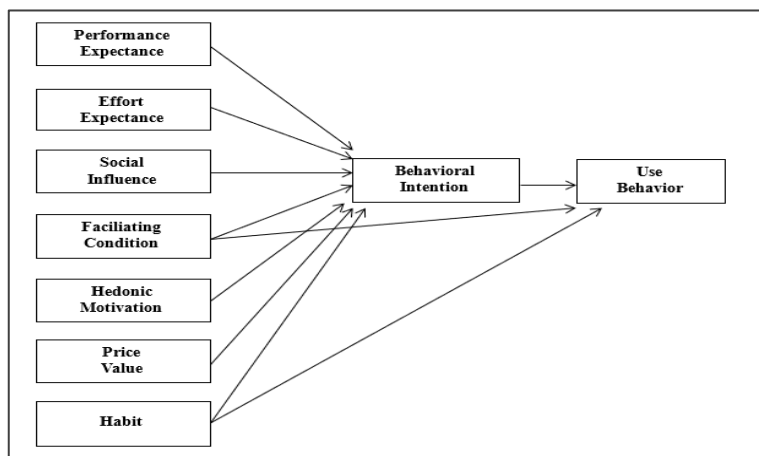 Performance
Expectance
Effort
Expectance
Social
Influence
Behavioral
Intention
Use
Behavior
Faciliating
Condition
Hedonic
Motivation
Price
Value
Habit